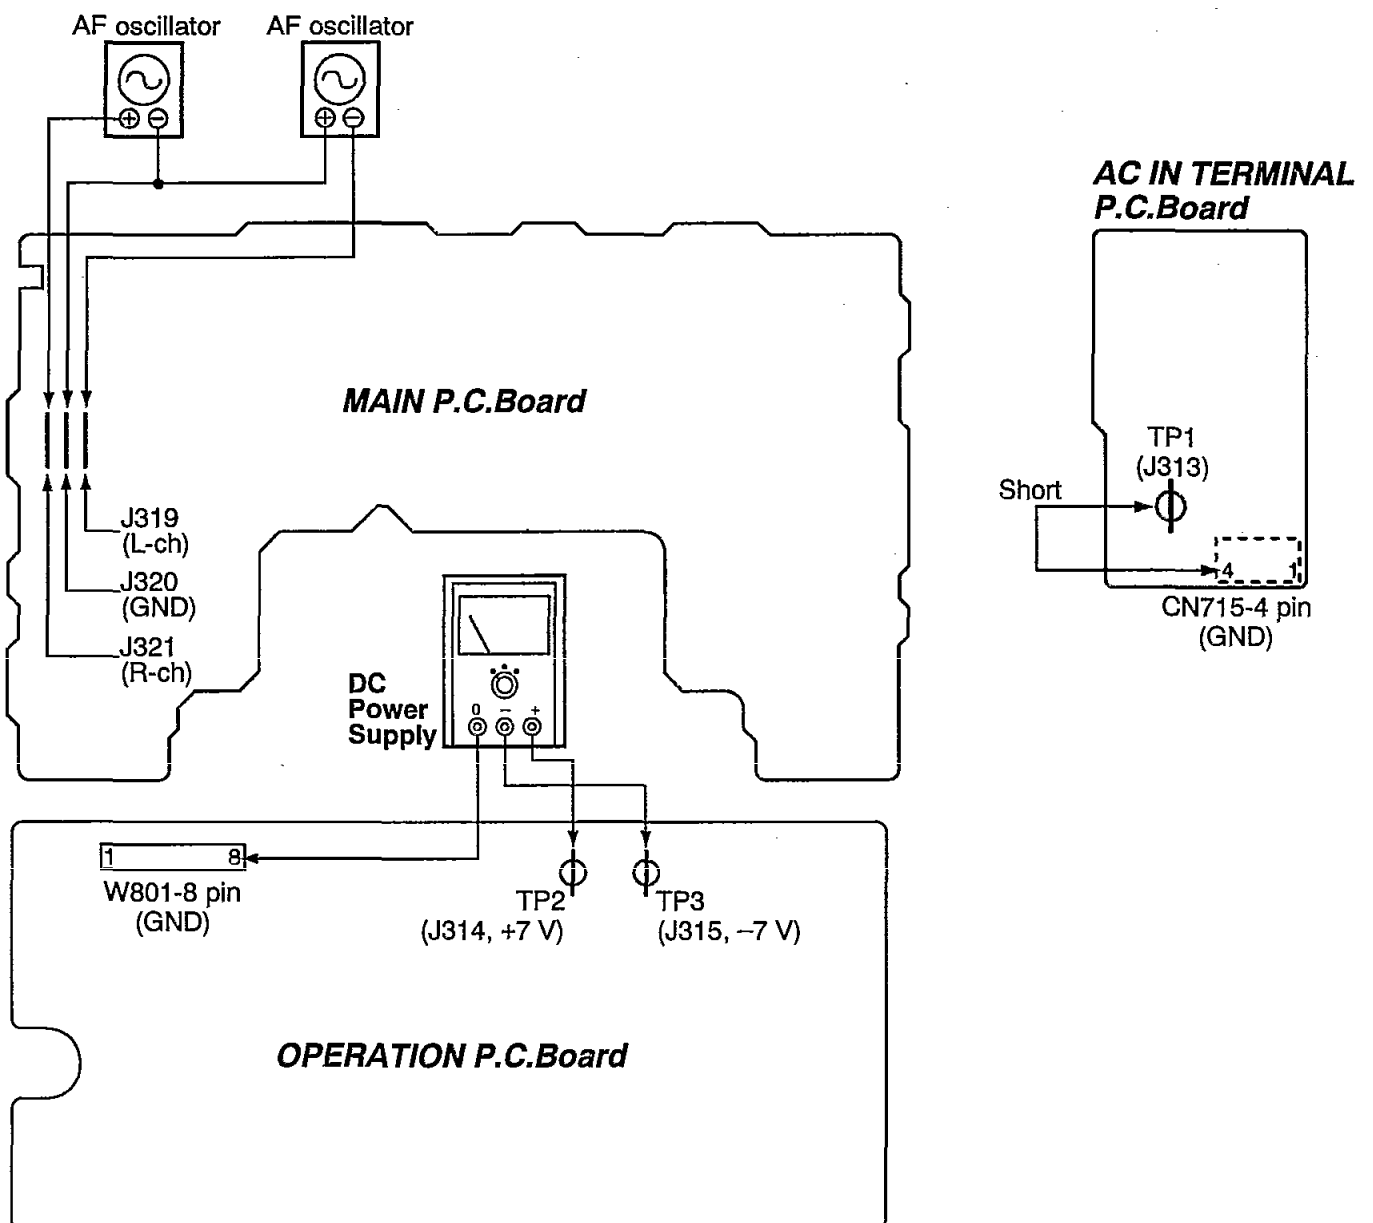 AF oscillator
AF oscillator
AC IN TERMINAL
P.C.Board
MAIN P.C.Board
TP1
(J313)
Short
4 1
CN715-4 pin
(GND)
J319
(L-ch)
J320
(GND)
J321
(R-ch)
DC
Power
Supply
0 − +
1 8
W801-8 pin
(GND)
TP2
(J314, +7 V)
TP3
(J315, −7 V)
OPERATION P.C.Board